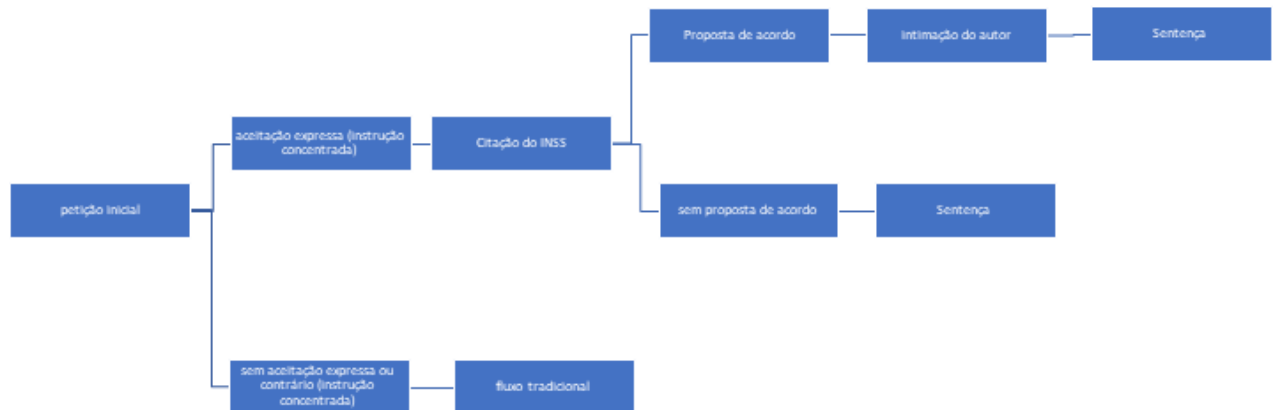 Proposta de acordo
intimação do autor
Sentença
aceitação expressa (instrução
concentrada)
Citação do INSS
petição inicial
sem proposta de acordo
Sentença
sem aceitação expressa ou
contrário (instrução
concentrada)
fluxo tradicional